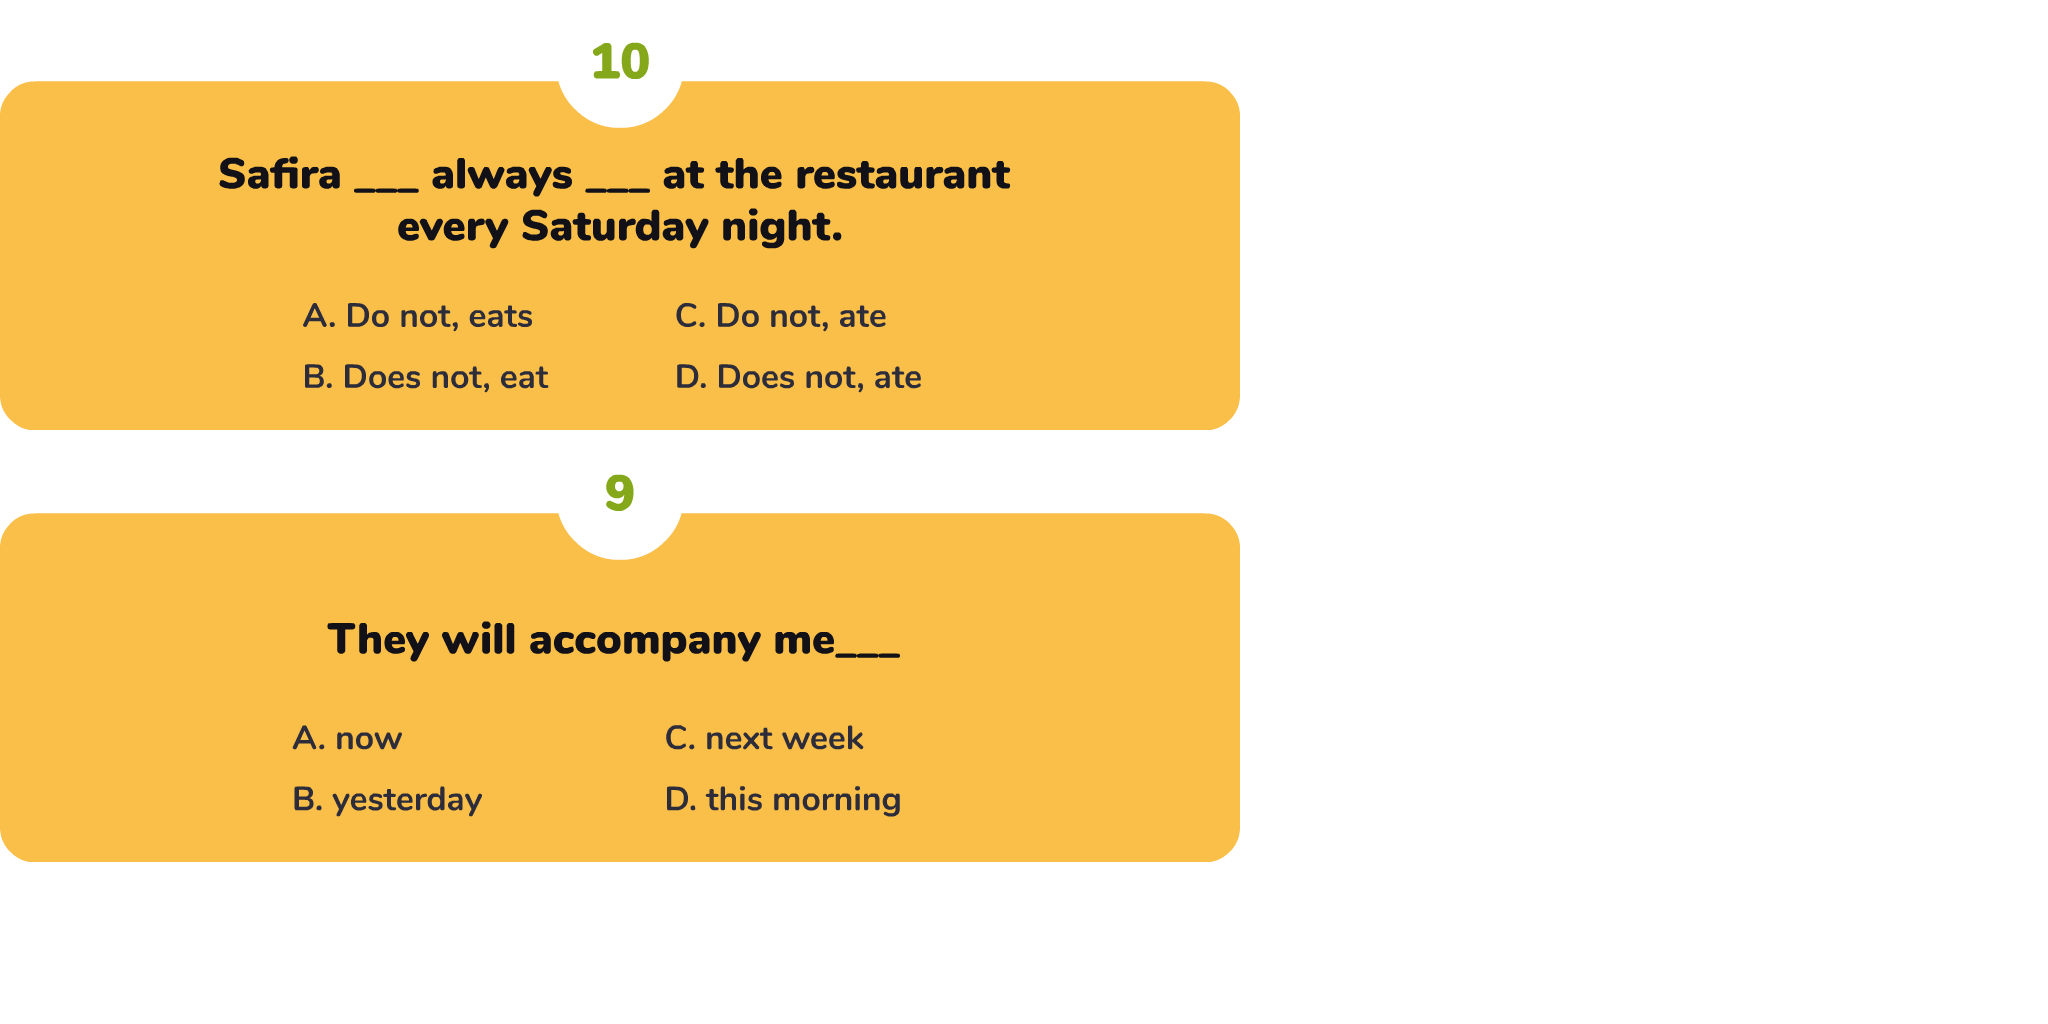 10
Safira ___ always ___ at the restaurant
every Saturday night.
A. Do not, eats
B. Does not, eat
C. Do not, ate
D. Does not, ate
9
They will accompany me___
A. now
B. yesterday
C. next week
D. this morning